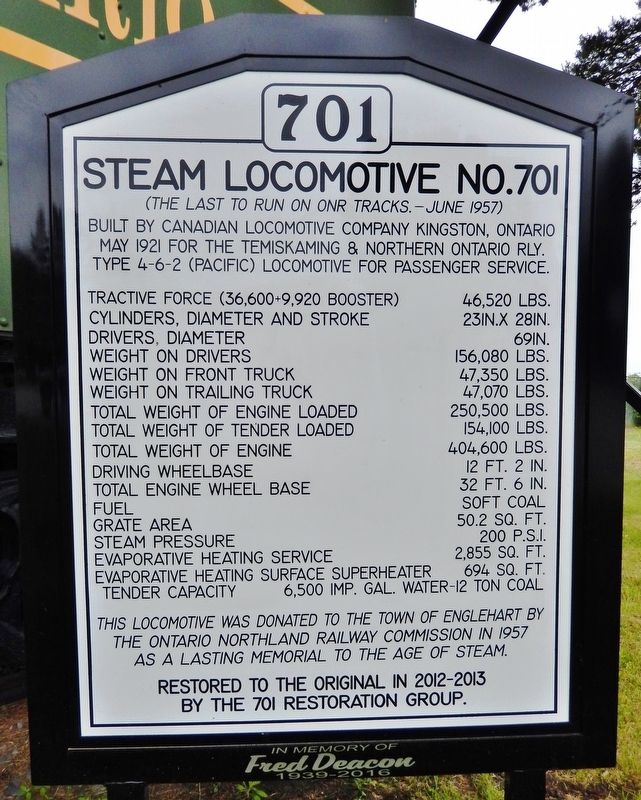 701
STEAM LOCOMOTIVE NO.701
(THE LAST TO RUN ON ONR TRACKS.-JUNE 1957)
BUILT BY CANADIAN LOCOMOTIVE COMPANY KINGSTON, ONTARIO
MAY 1921 FOR THE TEMISKAMING & NORTHERN ONTARIO RLY.
TYPE 4-6-2 (PACIFIC) LOCOMOTIVE FOR PASSENGER SERVICE.
TRACTIVE FORCE (36,600+9,920 BOOSTER) 46,520 LBS.
CYLINDERS, DIAMETER AND STROKE 23IN.X 28IN.
DRIVERS, DIAMETER 69IN.
WEIGHT ON DRIVERS 156,080 LBS.
WEIGHT ON FRONT TRUCK 47,350 LBS.
WEIGHT ON TRAILING TRUCK 47,070 LBS.
TOTAL WEIGHT OF ENGINE LOADED 250,500 LBS.
TOTAL WEIGHT OF TENDER LOADED 154,100 LBS.
TOTAL WEIGHT OF ENGINE 404,600 LBS.
DRIVING WHEELBASE 12 FT. 2 IN.
TOTAL ENGINE WHEEL BASE 32 FT. 6 IN.
FUEL SOFT COAL
GRATE AREA 50.2 SQ. FT.
STEAM PRESSURE 200 P.S.I.
EVAPORATIVE HEATING SERVICE 2,855 SQ. FT.
EVAPORATIVE HEATING SURFACE SUPERHEATER 694 SQ. FT.
TENDER CAPACITY 6,500 IMP. GAL. WATER-12 TON COAL
THIS LOCOMOTIVE WAS DONATED TO THE TOWN OF ENGLEHART BY
THE ONTARIO NORTHLAND RAILWAY COMMISSION IN 1957
AS A LASTING MEMORIAL TO THE AGE OF STEAM.
RESTORED TO THE ORIGINAL IN 2012-2013
BY THE 701 RESTORATION GROUP.
IN MEMORY OF
Fred Deacon
1939-2016